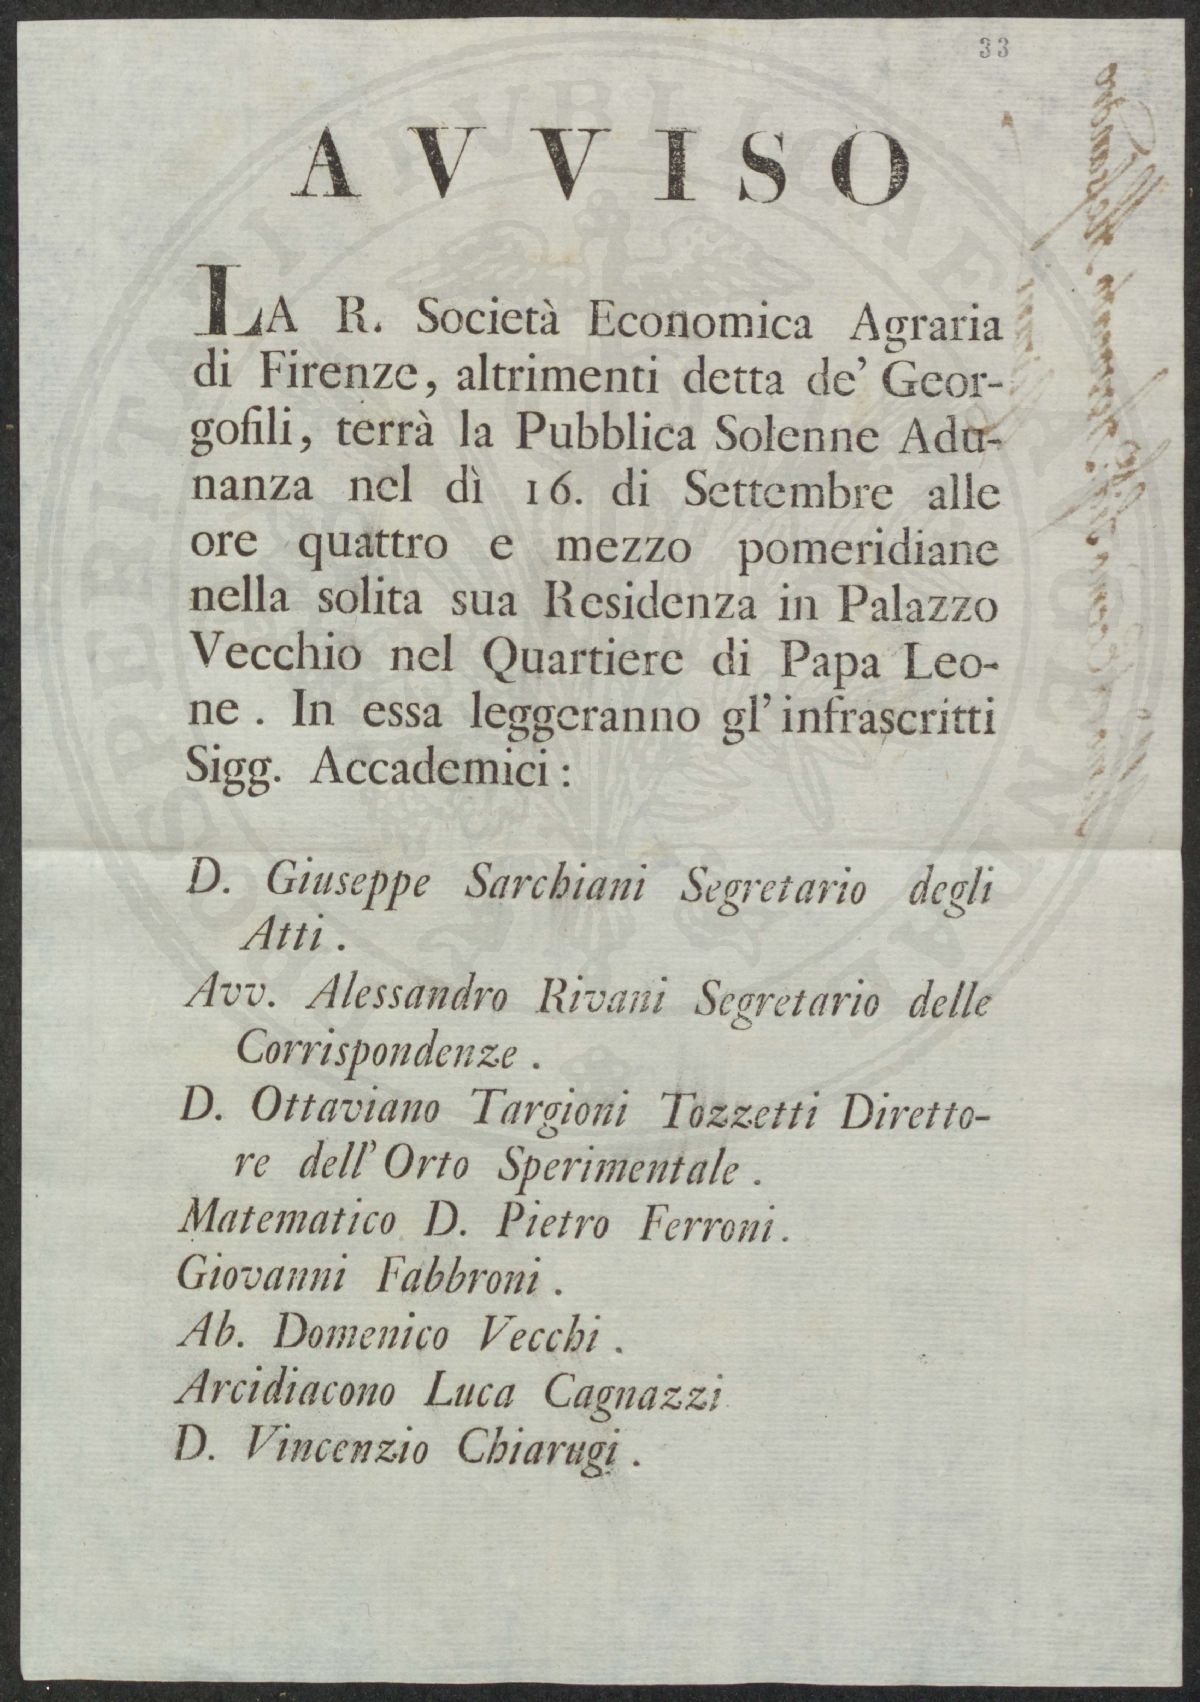 33
AVVISO
LA R. Società Economica Agraria
di Firenze, altrimenti detta de' Geor-
gofili, terrà la Pubblica Solenne Adu-
nanza nel dì 16. di Settembre alle
ore quattro e mezzo pomeridiane
nella solita sua Residenza in Palazzo
Vecchio nel Quartiere di Papa Leo-
ne. In essa leggeranno gl' infrascritti
Sigg. Accademici:
D. Giuseppe Sarchiani Segretario degli
Atti.
Avv. Alessandro Rivani Segretario delle
Corrispondenze.
D. Ottaviano Targioni Tozzetti Diretto-
re dell' Orto Sperimentale.
Matematico D. Pietro Ferroni.
Giovanni Fabbroni.
Ab. Domenico Vecchi.
Arcidiacono Luca Cagnazzi
D. Vincenzio Chiarugi.